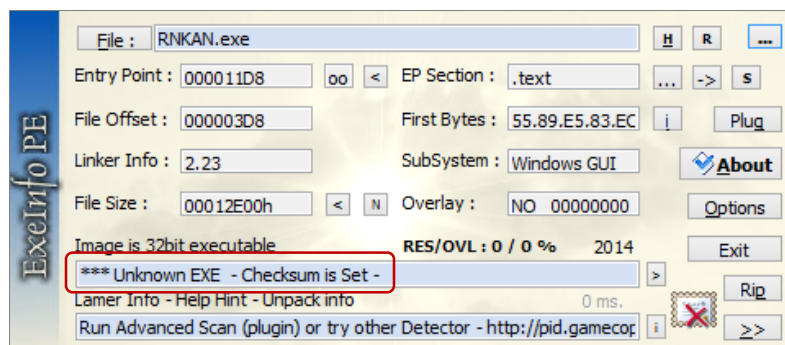 ExeInfo PE
File : RNKAN.exe H R ...
Entry Point : 000011D8 oo < EP Section : .text ... -> S
File Offset : 000003D8 First Bytes : 55.89.E5.83.EC i Plug
Linker Info : 2.23 SubSystem : Windows GUI About
File Size : 00012E00h < N Overlay : NO 00000000 Options
Image is 32bit executable RES/OVL : 0 / 0 % 2014 Exit
*** Unknown EXE - Checksum is Set - >
Lamer Info - Help Hint - Unpack info 0 ms. Rip
Run Advanced Scan (plugin) or try other Detector - http://pid.gamecop i >>